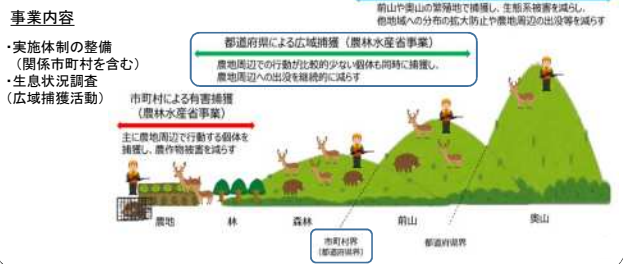 事業内容
・実施体制の整備
(関係市町村を含む)
・生息状況調査
(広域捕獲活動)
前山や奥山の繁殖地で捕獲し、生態系被害を減らし、
他地域への分布の拡大防止や農地周辺の出没等を減らす
都道府県による広域捕獲(農林水産省事業)
農地周辺での行動が比較的少ない個体も同時に捕獲し、
農地周辺への出没を継続的に減らす
市町村による有害捕獲
(農林水産省事業)
主に農地周辺で行動する個体を
捕獲し、農作物被害を減らす
農地
林
森林
前山
奥山
市町村界
(都道府県界)
都道府県界